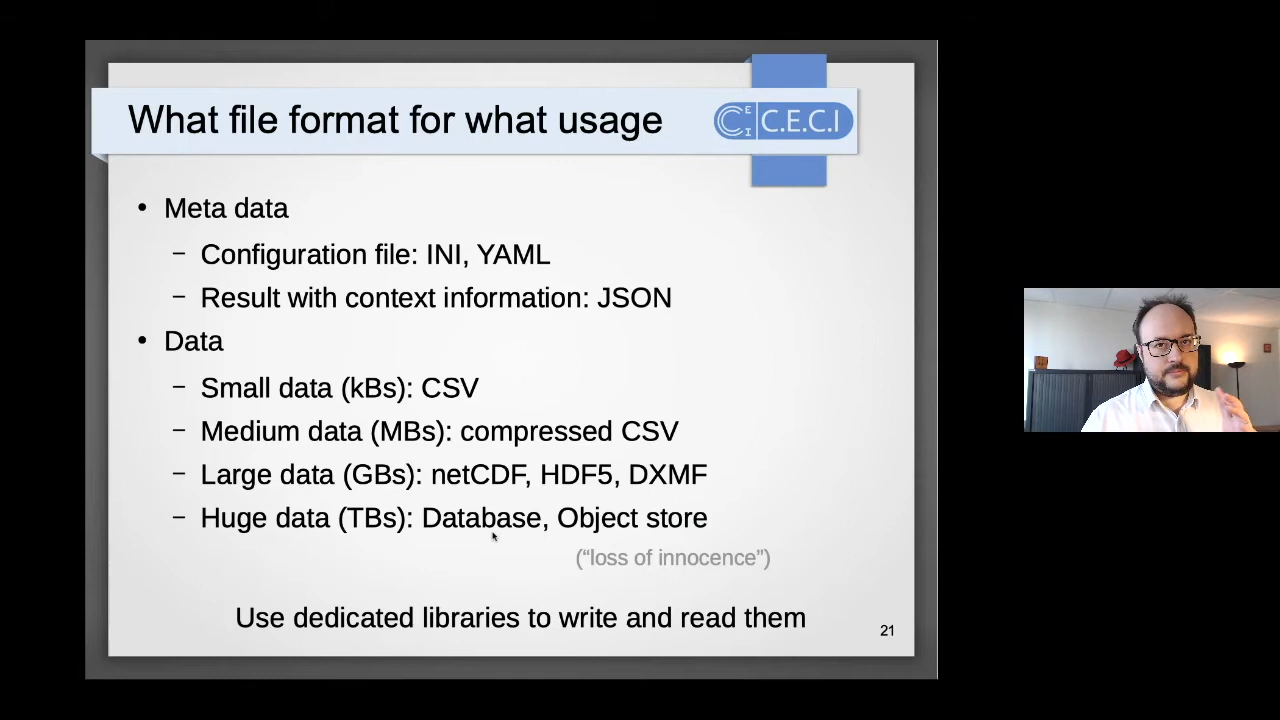 What file format for what usage
C E C I C.E.C.I
• Meta data
– Configuration file: INI, YAML
– Result with context information: JSON
• Data
– Small data (kBs): CSV
– Medium data (MBs): compressed CSV
– Large data (GBs): netCDF, HDF5, DXMF
– Huge data (TBs): Database, Object store
(“loss of innocence”)
Use dedicated libraries to write and read them
21